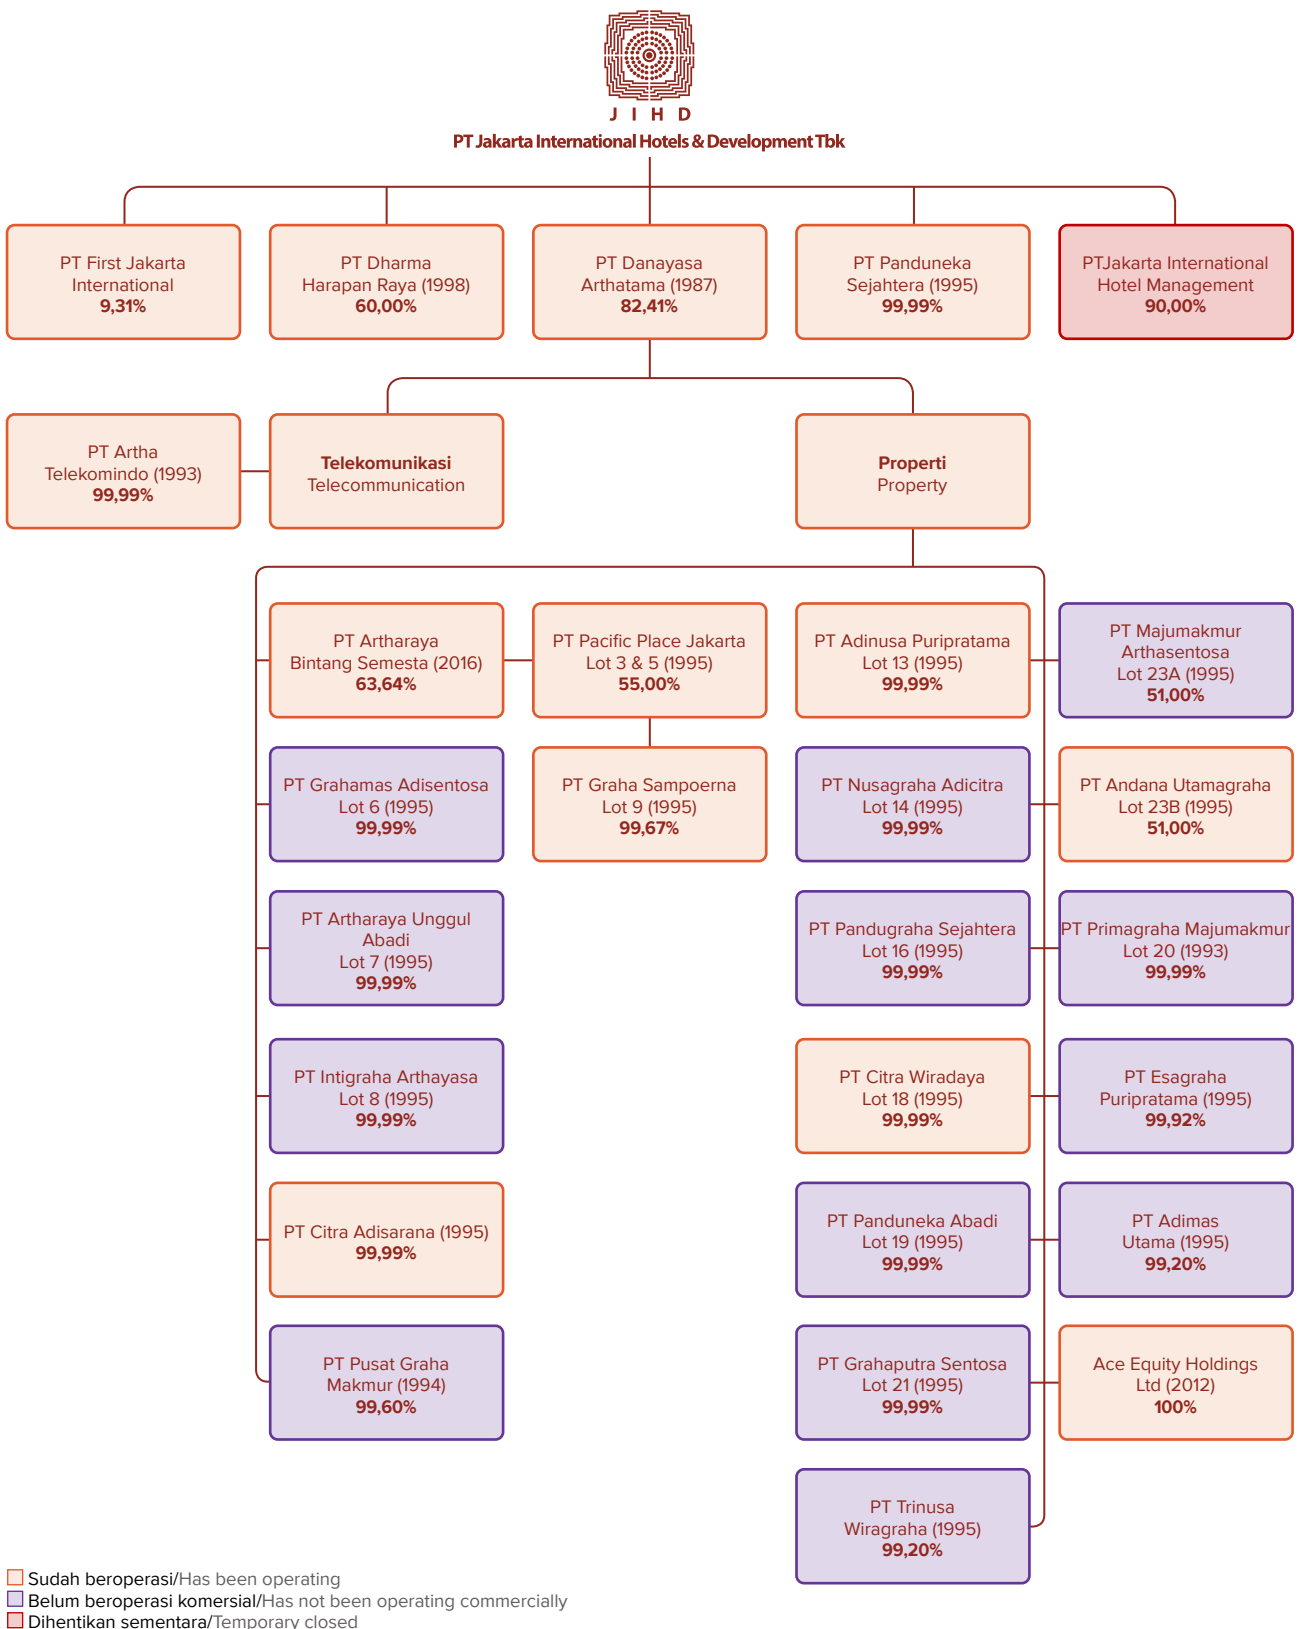 J I H D
PT Jakarta International Hotels & Development Tbk
PT First Jakarta
International
9,31%
PT Dharma
Harapan Raya (1998)
60,00%
PT Danayasa
Arthatama (1987)
82,41%
PT Panduneka
Sejahtera (1995)
99,99%
PTJakarta International
Hotel Management
90,00%
PT Artha
Telekomindo (1993)
99,99%
Telekomunikasi
Telecommunication
Properti
Property
PT Artharaya
Bintang Semesta (2016)
63,64%
PT Pacific Place Jakarta
Lot 3 & 5 (1995)
55,00%
PT Adinusa Puripratama
Lot 13 (1995)
99,99%
PT Majumakmur
Arthasentosa
Lot 23A (1995)
51,00%
PT Grahamas Adisentosa
Lot 6 (1995)
99,99%
PT Graha Sampoerna
Lot 9 (1995)
99,67%
PT Nusagraha Adicitra
Lot 14 (1995)
99,99%
PT Andana Utamagraha
Lot 23B (1995)
51,00%
PT Artharaya Unggul
Abadi
Lot 7 (1995)
99,99%
PT Pandugraha Sejahtera
Lot 16 (1995)
99,99%
PT Primagraha Majumakmur
Lot 20 (1993)
99,99%
PT Intigraha Arthayasa
Lot 8 (1995)
99,99%
PT Citra Wiradaya
Lot 18 (1995)
99,99%
PT Esagraha
Puripratama (1995)
99,92%
PT Citra Adisarana (1995)
99,99%
PT Panduneka Abadi
Lot 19 (1995)
99,99%
PT Adimas
Utama (1995)
99,20%
PT Pusat Graha
Makmur (1994)
99,60%
PT Grahaputra Sentosa
Lot 21 (1995)
99,99%
Ace Equity Holdings
Ltd (2012)
100%
PT Trinusa
Wiragraha (1995)
99,20%
Sudah beroperasi/Has been operating
Belum beroperasi komersial/Has not been operating commercially
Dihentikan sementara/Temporary closed